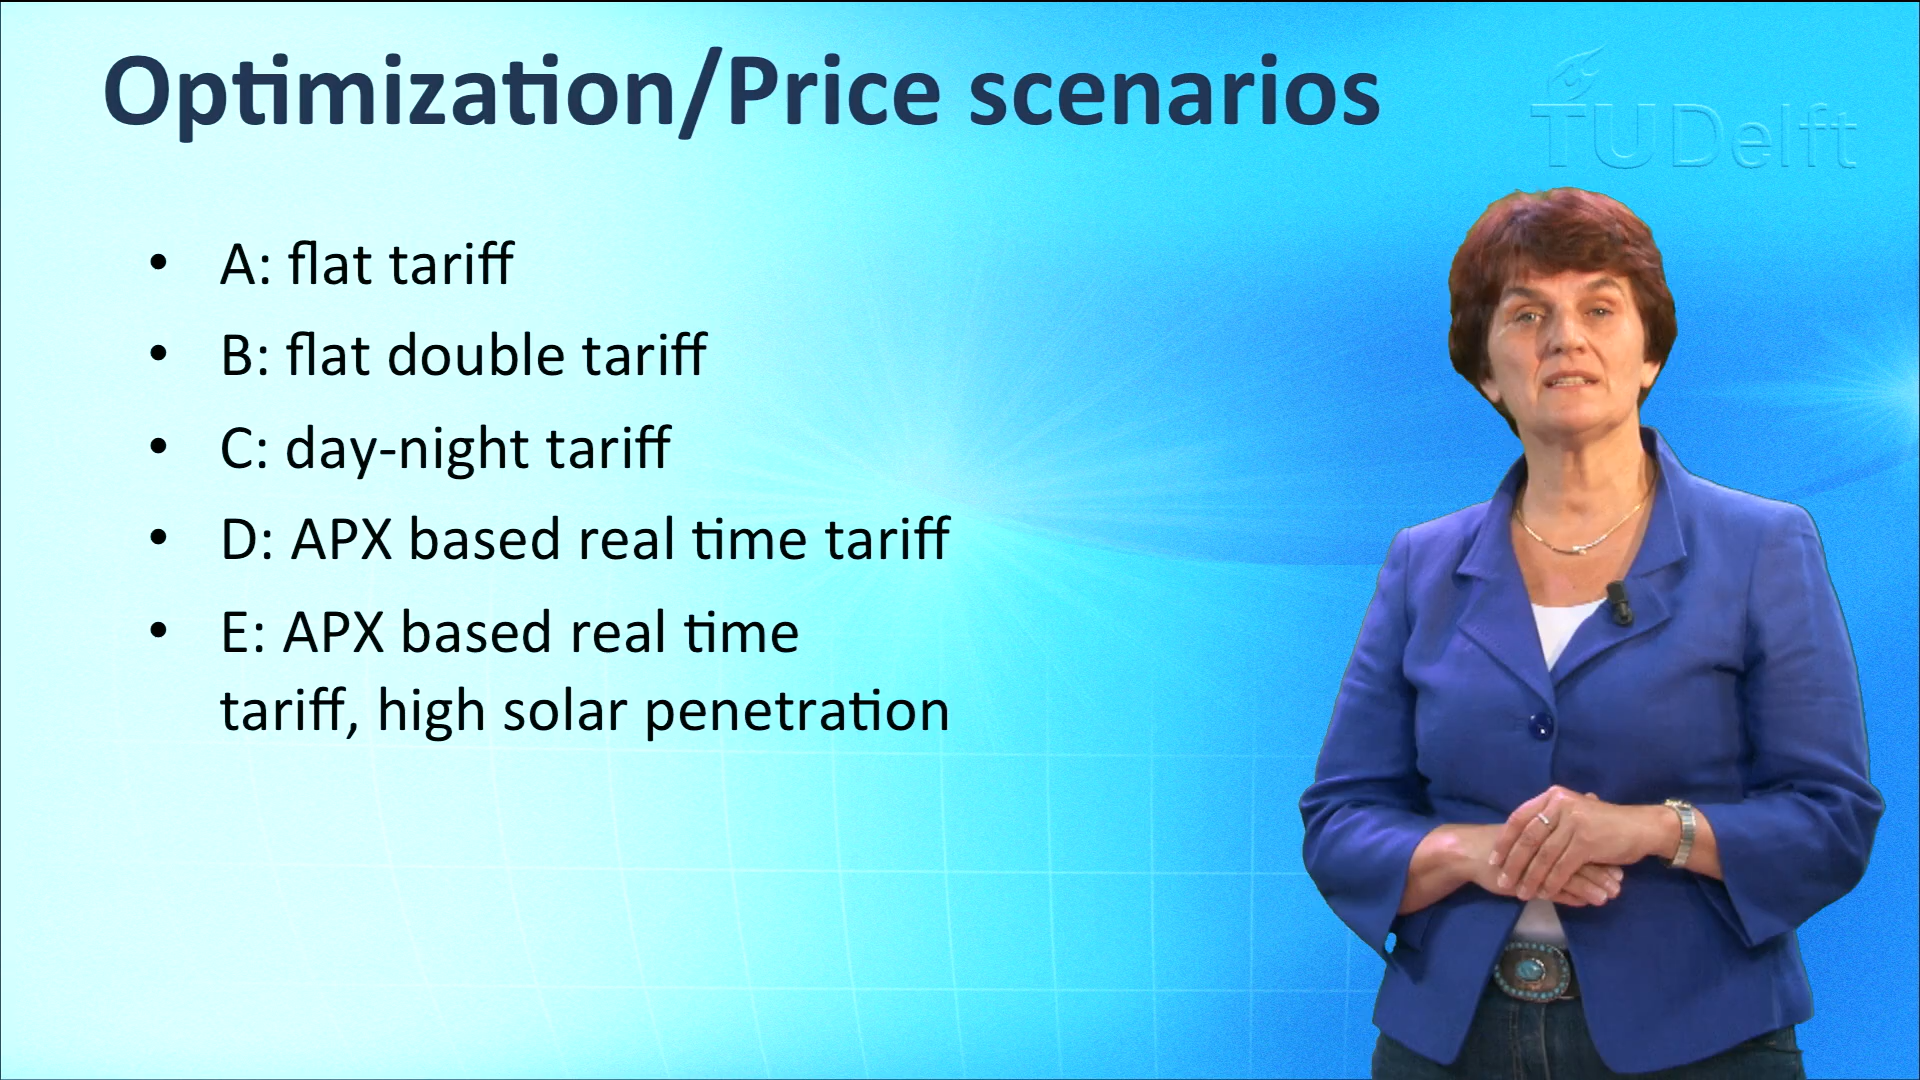 Optimization/Price scenarios
TUDelft
• A: flat tariff
• B: flat double tariff
• C: day-night tariff
• D: APX based real time tariff
• E: APX based real time
tariff, high solar penetration